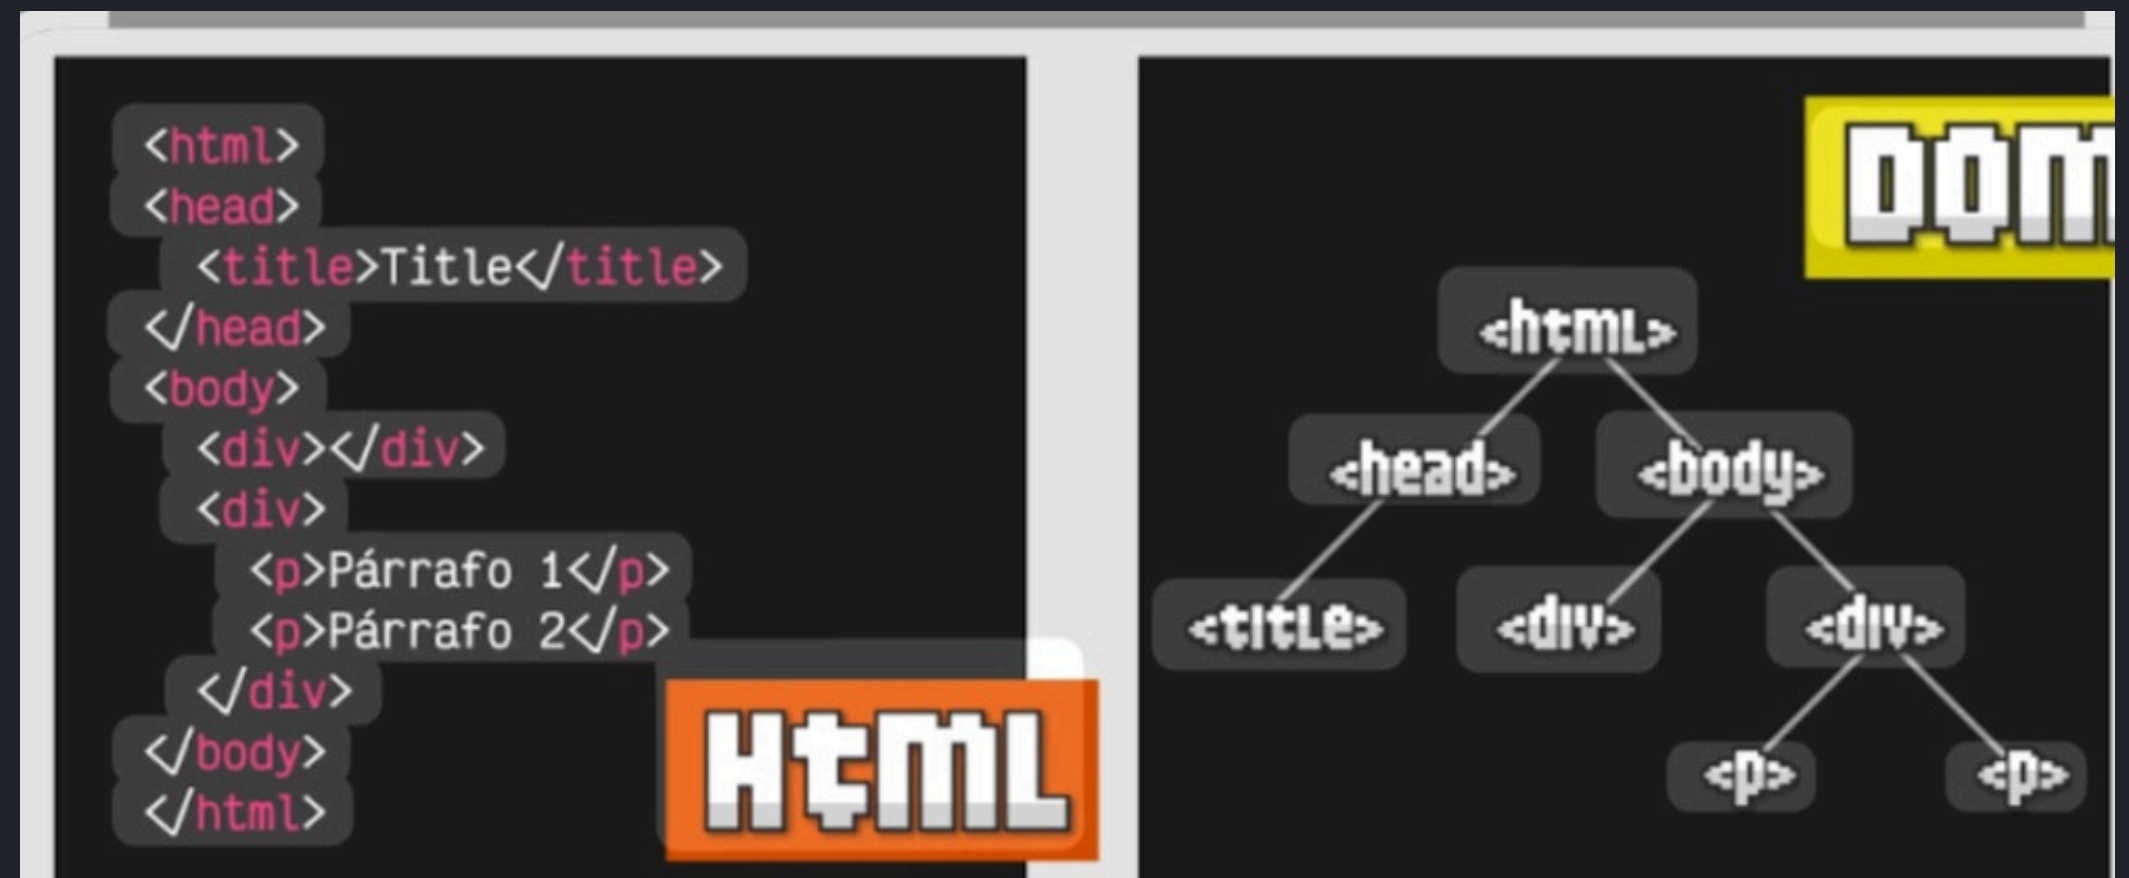 <html>
<head>
<title>Title</title>
</head>
<body>
<div></div>
<div>
<p>Párrafo 1</p>
<p>Párrafo 2</p>
</div>
</body>
</html>
HTML
DOM
<html>
<head> <body>
<title> <div> <div>
<p> <p>